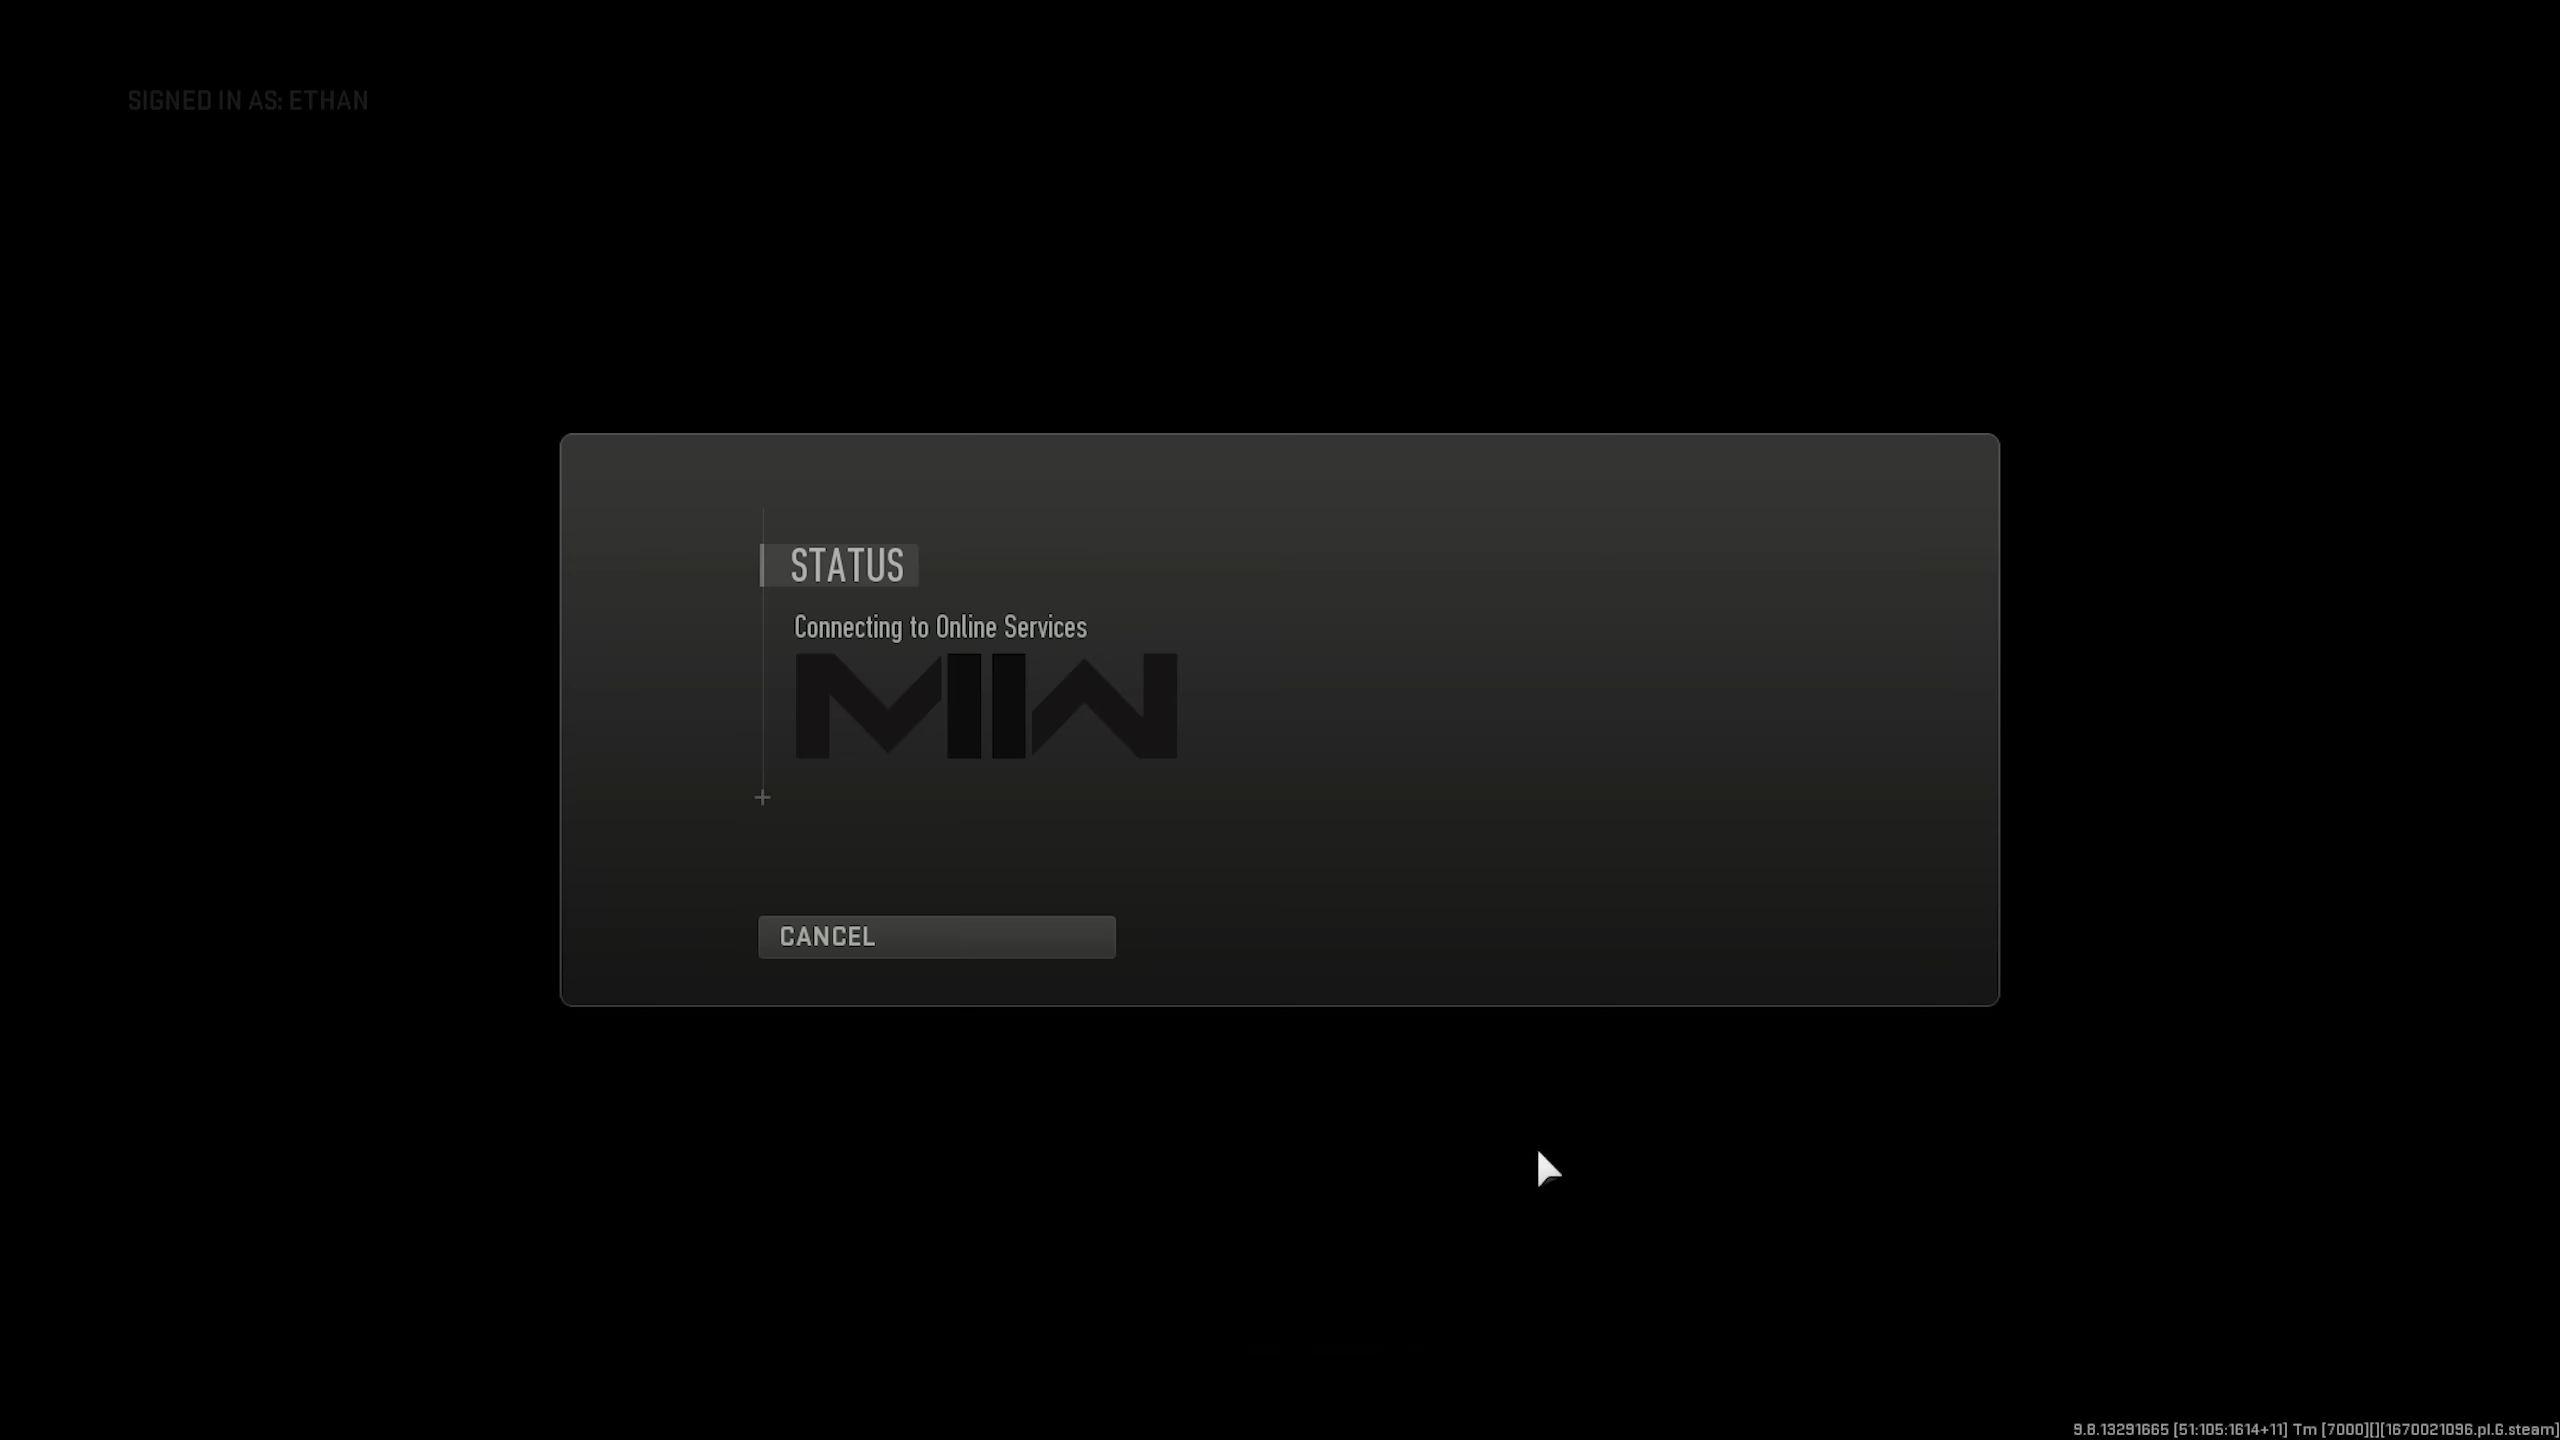 SIGNED IN AS: ETHAN
STATUS
Connecting to Online Services
MIIW
CANCEL
9.8.13291665 [51:105:1614+11] Tm [7000][][1670021096.pl.G.steam]